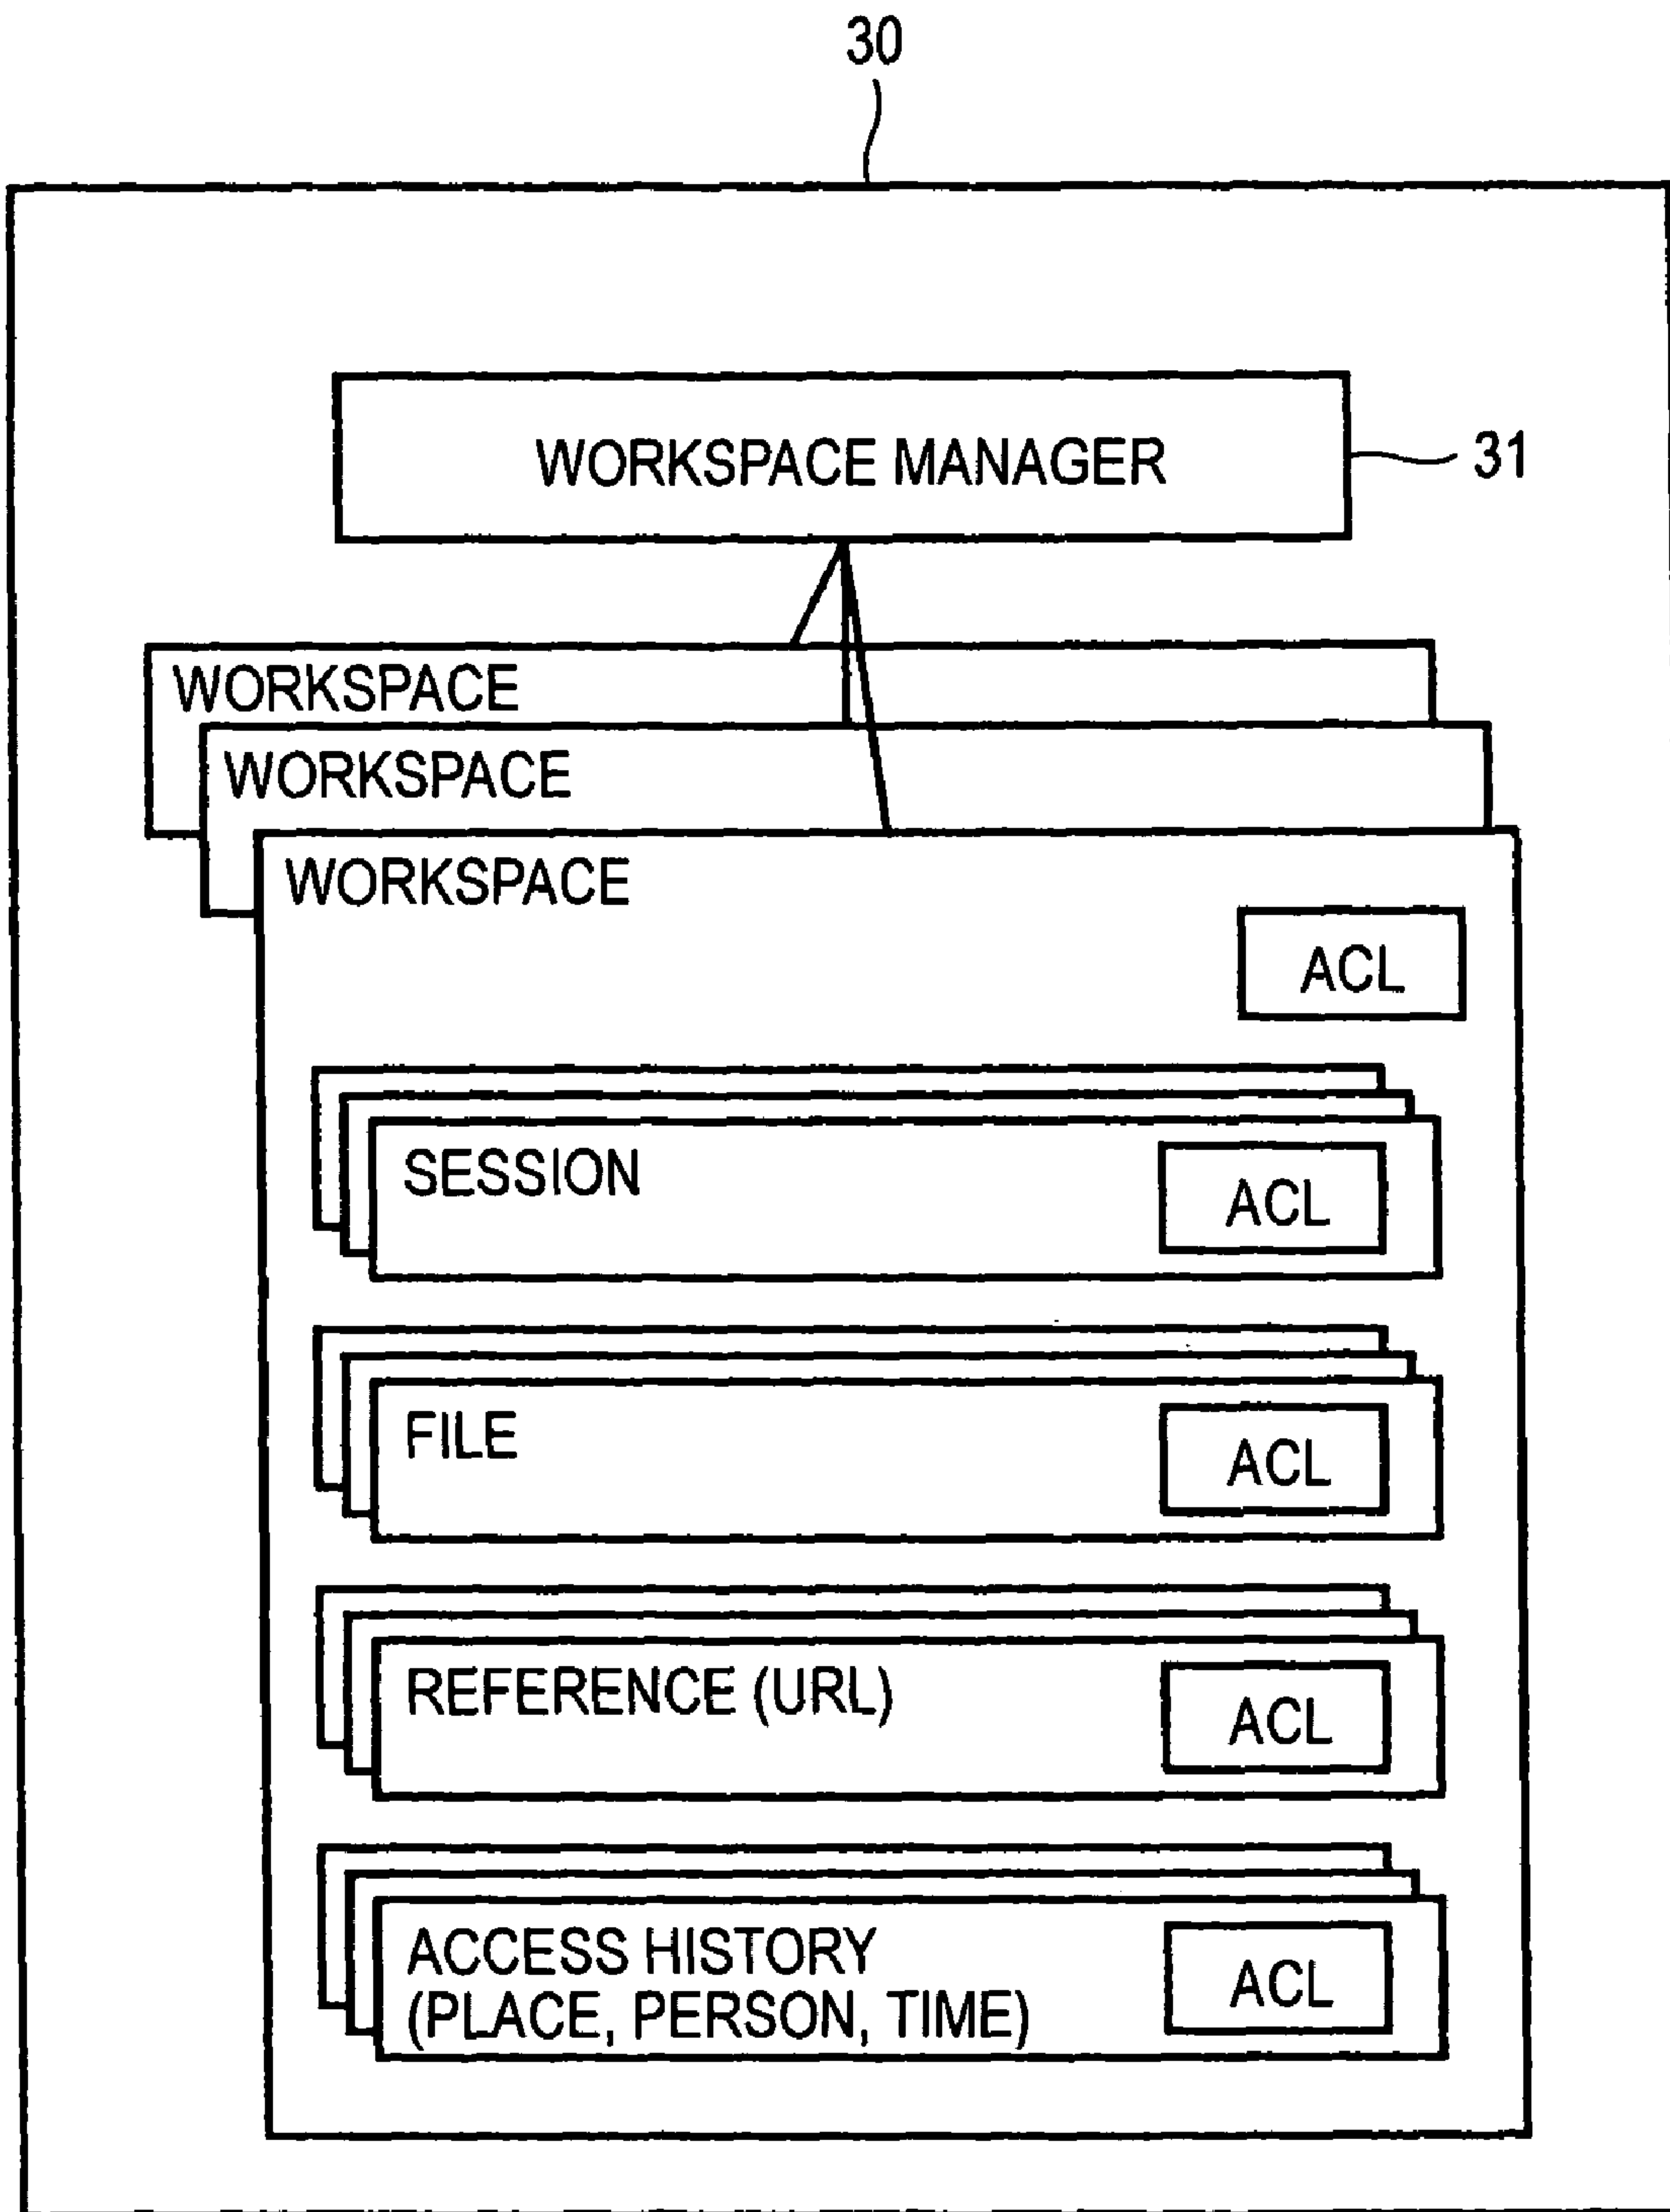 30
WORKSPACE MANAGER
31
WORKSPACE
WORKSPACE
WORKSPACE
ACL
SESSION
ACL
FILE
ACL
REFERENCE (URL)
ACL
ACCESS HISTORY
(PLACE, PERSON, TIME)
ACL